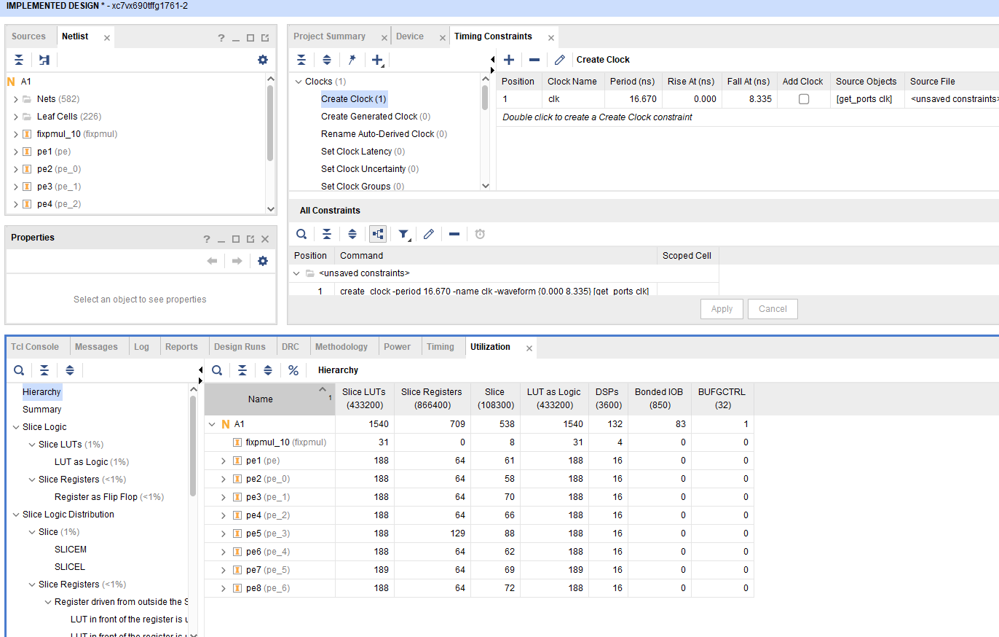 IMPLEMENTED DESIGN * - xc7vx690tffg1761-2
Sources Netlist
A1
Nets (582)
Leaf Cells (226)
fixpmul_10 (fixpmul)
pe1 (pe)
pe2 (pe_0)
pe3 (pe_1)
pe4 (pe_2)
Properties
Select an object to see properties
Project Summary Device Timing Constraints
Clocks (1)
Create Clock (1)
Create Generated Clock (0)
Rename Auto-Derived Clock (0)
Set Clock Latency (0)
Set Clock Uncertainty (0)
Set Clock Groups (0)
Create Clock
Position Clock Name Period (ns) Rise At (ns) Fall At (ns) Add Clock Source Objects Source File
1 clk 16.670 0.000 8.335 [get_ports clk] <unsaved constraints>
Double click to create a Create Clock constraint
All Constraints
Position Command Scoped Cell
<unsaved constraints>
1 create_clock -period 16.670 -name clk -waveform {0.000 8.335} [get_ports clk]
Apply Cancel
Tcl Console Messages Log Reports Design Runs DRC Methodology Power Timing Utilization
Hierarchy
Summary
Slice Logic
Slice LUTs (1%)
LUT as Logic (1%)
Slice Registers (<1%)
Register as Flip Flop (<1%)
Slice Logic Distribution
Slice (1%)
SLICEM
SLICEL
Slice Registers (<1%)
Register driven from outside the S
LUT in front of the register is u
LUT in front of the register is u
% Hierarchy
Name 1 Slice LUTs (433200) Slice Registers (866400) Slice (108300) LUT as Logic (433200) DSPs (3600) Bonded IOB (850) BUFGCTRL (32)
A1 1540 709 538 1540 132 83 1
fixpmul_10 (fixpmul) 31 0 8 31 4 0 0
pe1 (pe) 188 64 61 188 16 0 0
pe2 (pe_0) 188 64 58 188 16 0 0
pe3 (pe_1) 188 64 70 188 16 0 0
pe4 (pe_2) 188 64 66 188 16 0 0
pe5 (pe_3) 188 129 88 188 16 0 0
pe6 (pe_4) 188 64 62 188 16 0 0
pe7 (pe_5) 189 64 69 189 16 0 0
pe8 (pe_6) 188 64 72 188 16 0 0